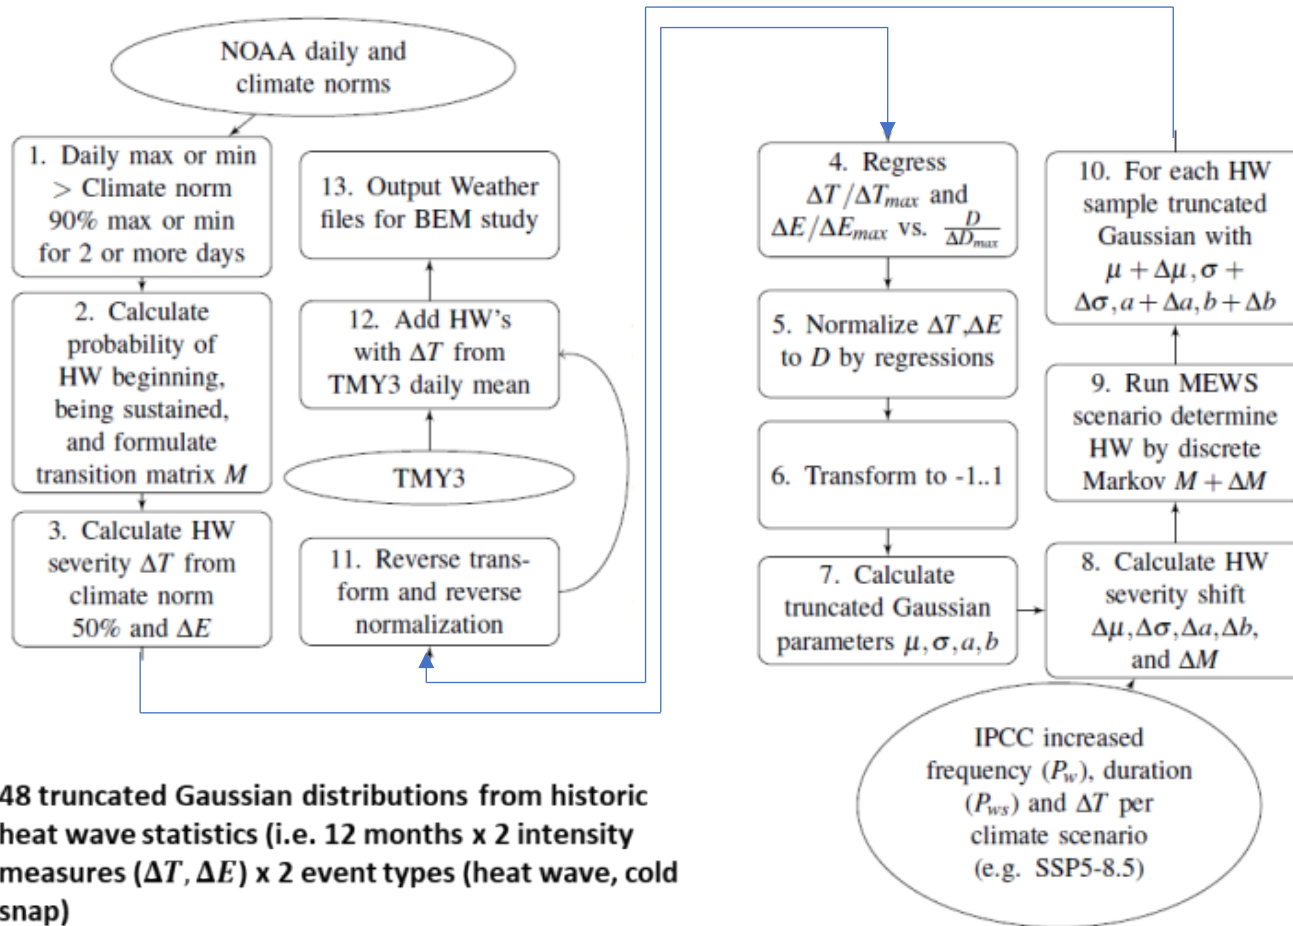 NOAA daily and
climate norms
1. Daily max or min
> Climate norm
90% max or min
for 2 or more days
2. Calculate
probability of
HW beginning,
being sustained,
and formulate
transition matrix M
3. Calculate HW
severity ΔT from
climate norm
50% and ΔE
13. Output Weather
files for BEM study
12. Add HW's
with ΔT from
TMY3 daily mean
TMY3
11. Reverse trans-
form and reverse
normalization
4. Regress
ΔT/ΔT_max and
ΔE/ΔE_max vs. D/ΔD_max
5. Normalize ΔT,ΔE
to D by regressions
6. Transform to -1..1
7. Calculate
truncated Gaussian
parameters μ,σ,a,b
10. For each HW
sample truncated
Gaussian with
μ + Δμ,σ +
Δσ,a+Δa,b+Δb
9. Run MEWS
scenario determine
HW by discrete
Markov M + ΔM
8. Calculate HW
severity shift
Δμ,Δσ,Δa,Δb,
and ΔM
IPCC increased
frequency (P_w), duration
(P_ws) and ΔT per
climate scenario
(e.g. SSP5-8.5)
48 truncated Gaussian distributions from historic
heat wave statistics (i.e. 12 months x 2 intensity
measures (ΔT, ΔE) x 2 event types (heat wave, cold
snap)